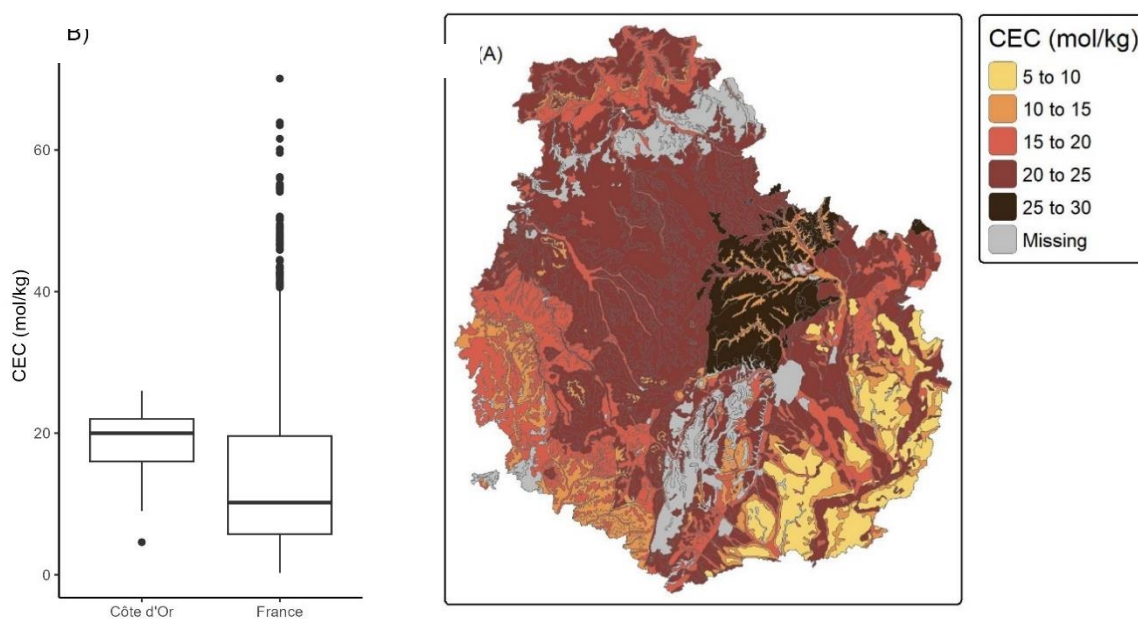 B)
CEC (mol/kg)
60
40
20
0
Côte d'Or
France
(A)
CEC (mol/kg)
5 to 10
10 to 15
15 to 20
20 to 25
25 to 30
Missing